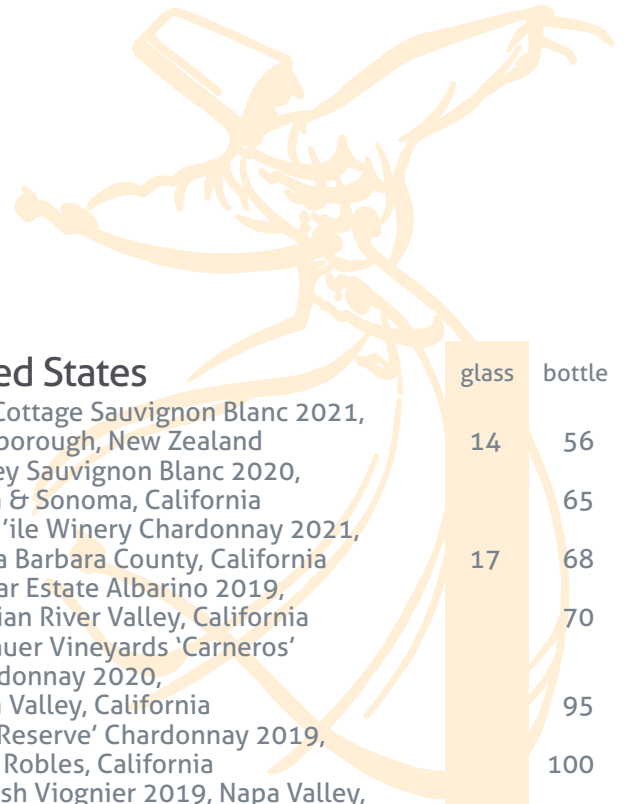 ed States glass bottle
Cottage Sauvignon Blanc 2021,
borough, New Zealand 14 56
ey Sauvignon Blanc 2020,
& Sonoma, California 65
'ile Winery Chardonnay 2021,
a Barbara County, California 17 68
ar Estate Albarino 2019,
ian River Valley, California 70
auer Vineyards ‘Carneros’
donnay 2020,
Valley, California 95
Reserve’ Chardonnay 2019,
Robles, California 100
sh Viognier 2019, Napa Valley,